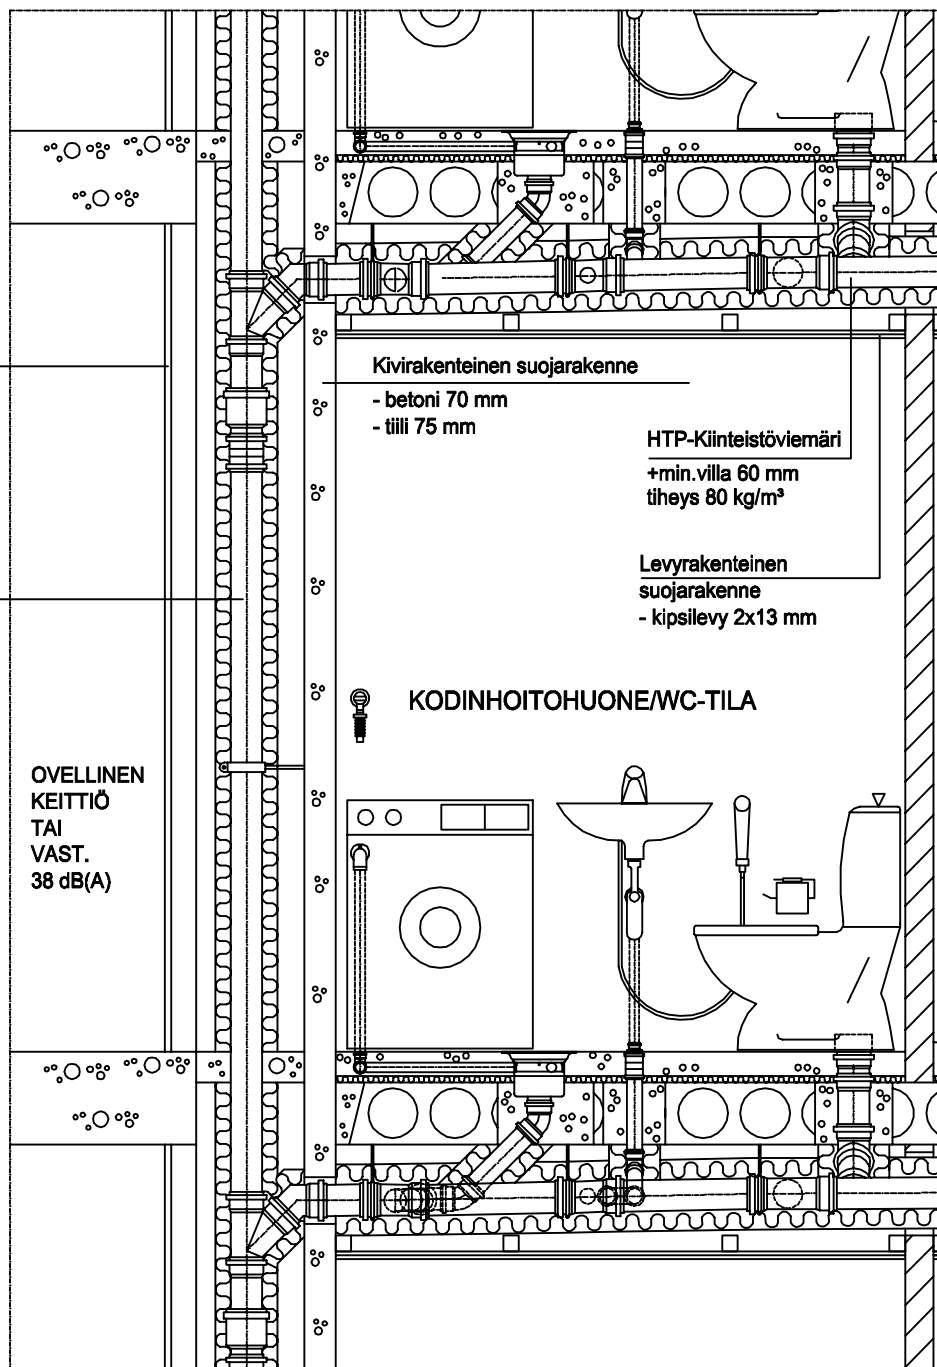 Kivirakenteinen suojarakenne
- betoni 70 mm
- tiili 75 mm
HTP-Kiinteistöviemäri
+min.villa 60 mm
tiheys 80 kg/m³
Levyrakenteinen
suojarakenne
- kipsilevy 2x13 mm
KODINHOITOHUONE/WC-TILA
OVELLINEN
KEITTIÖ
TAI
VAST.
38 dB(A)